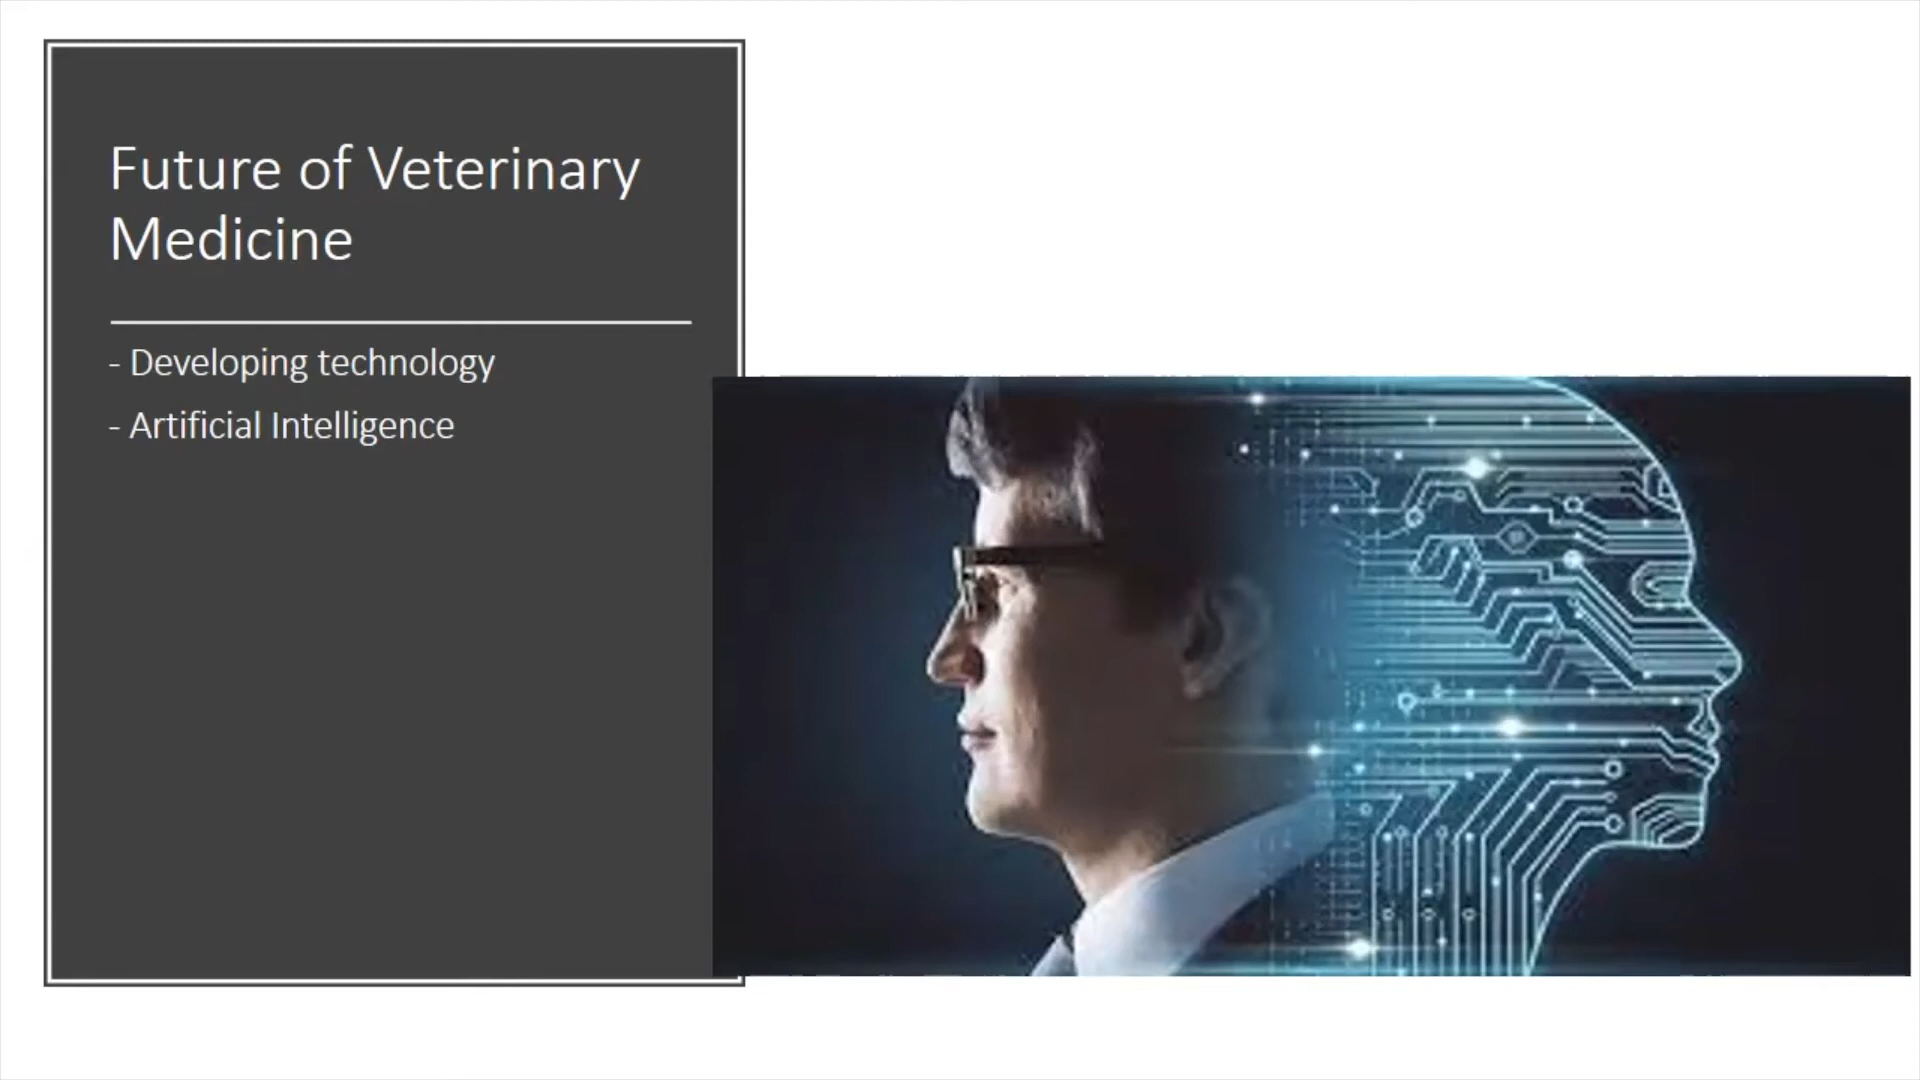 Future of Veterinary
Medicine
- Developing technology
- Artificial Intelligence